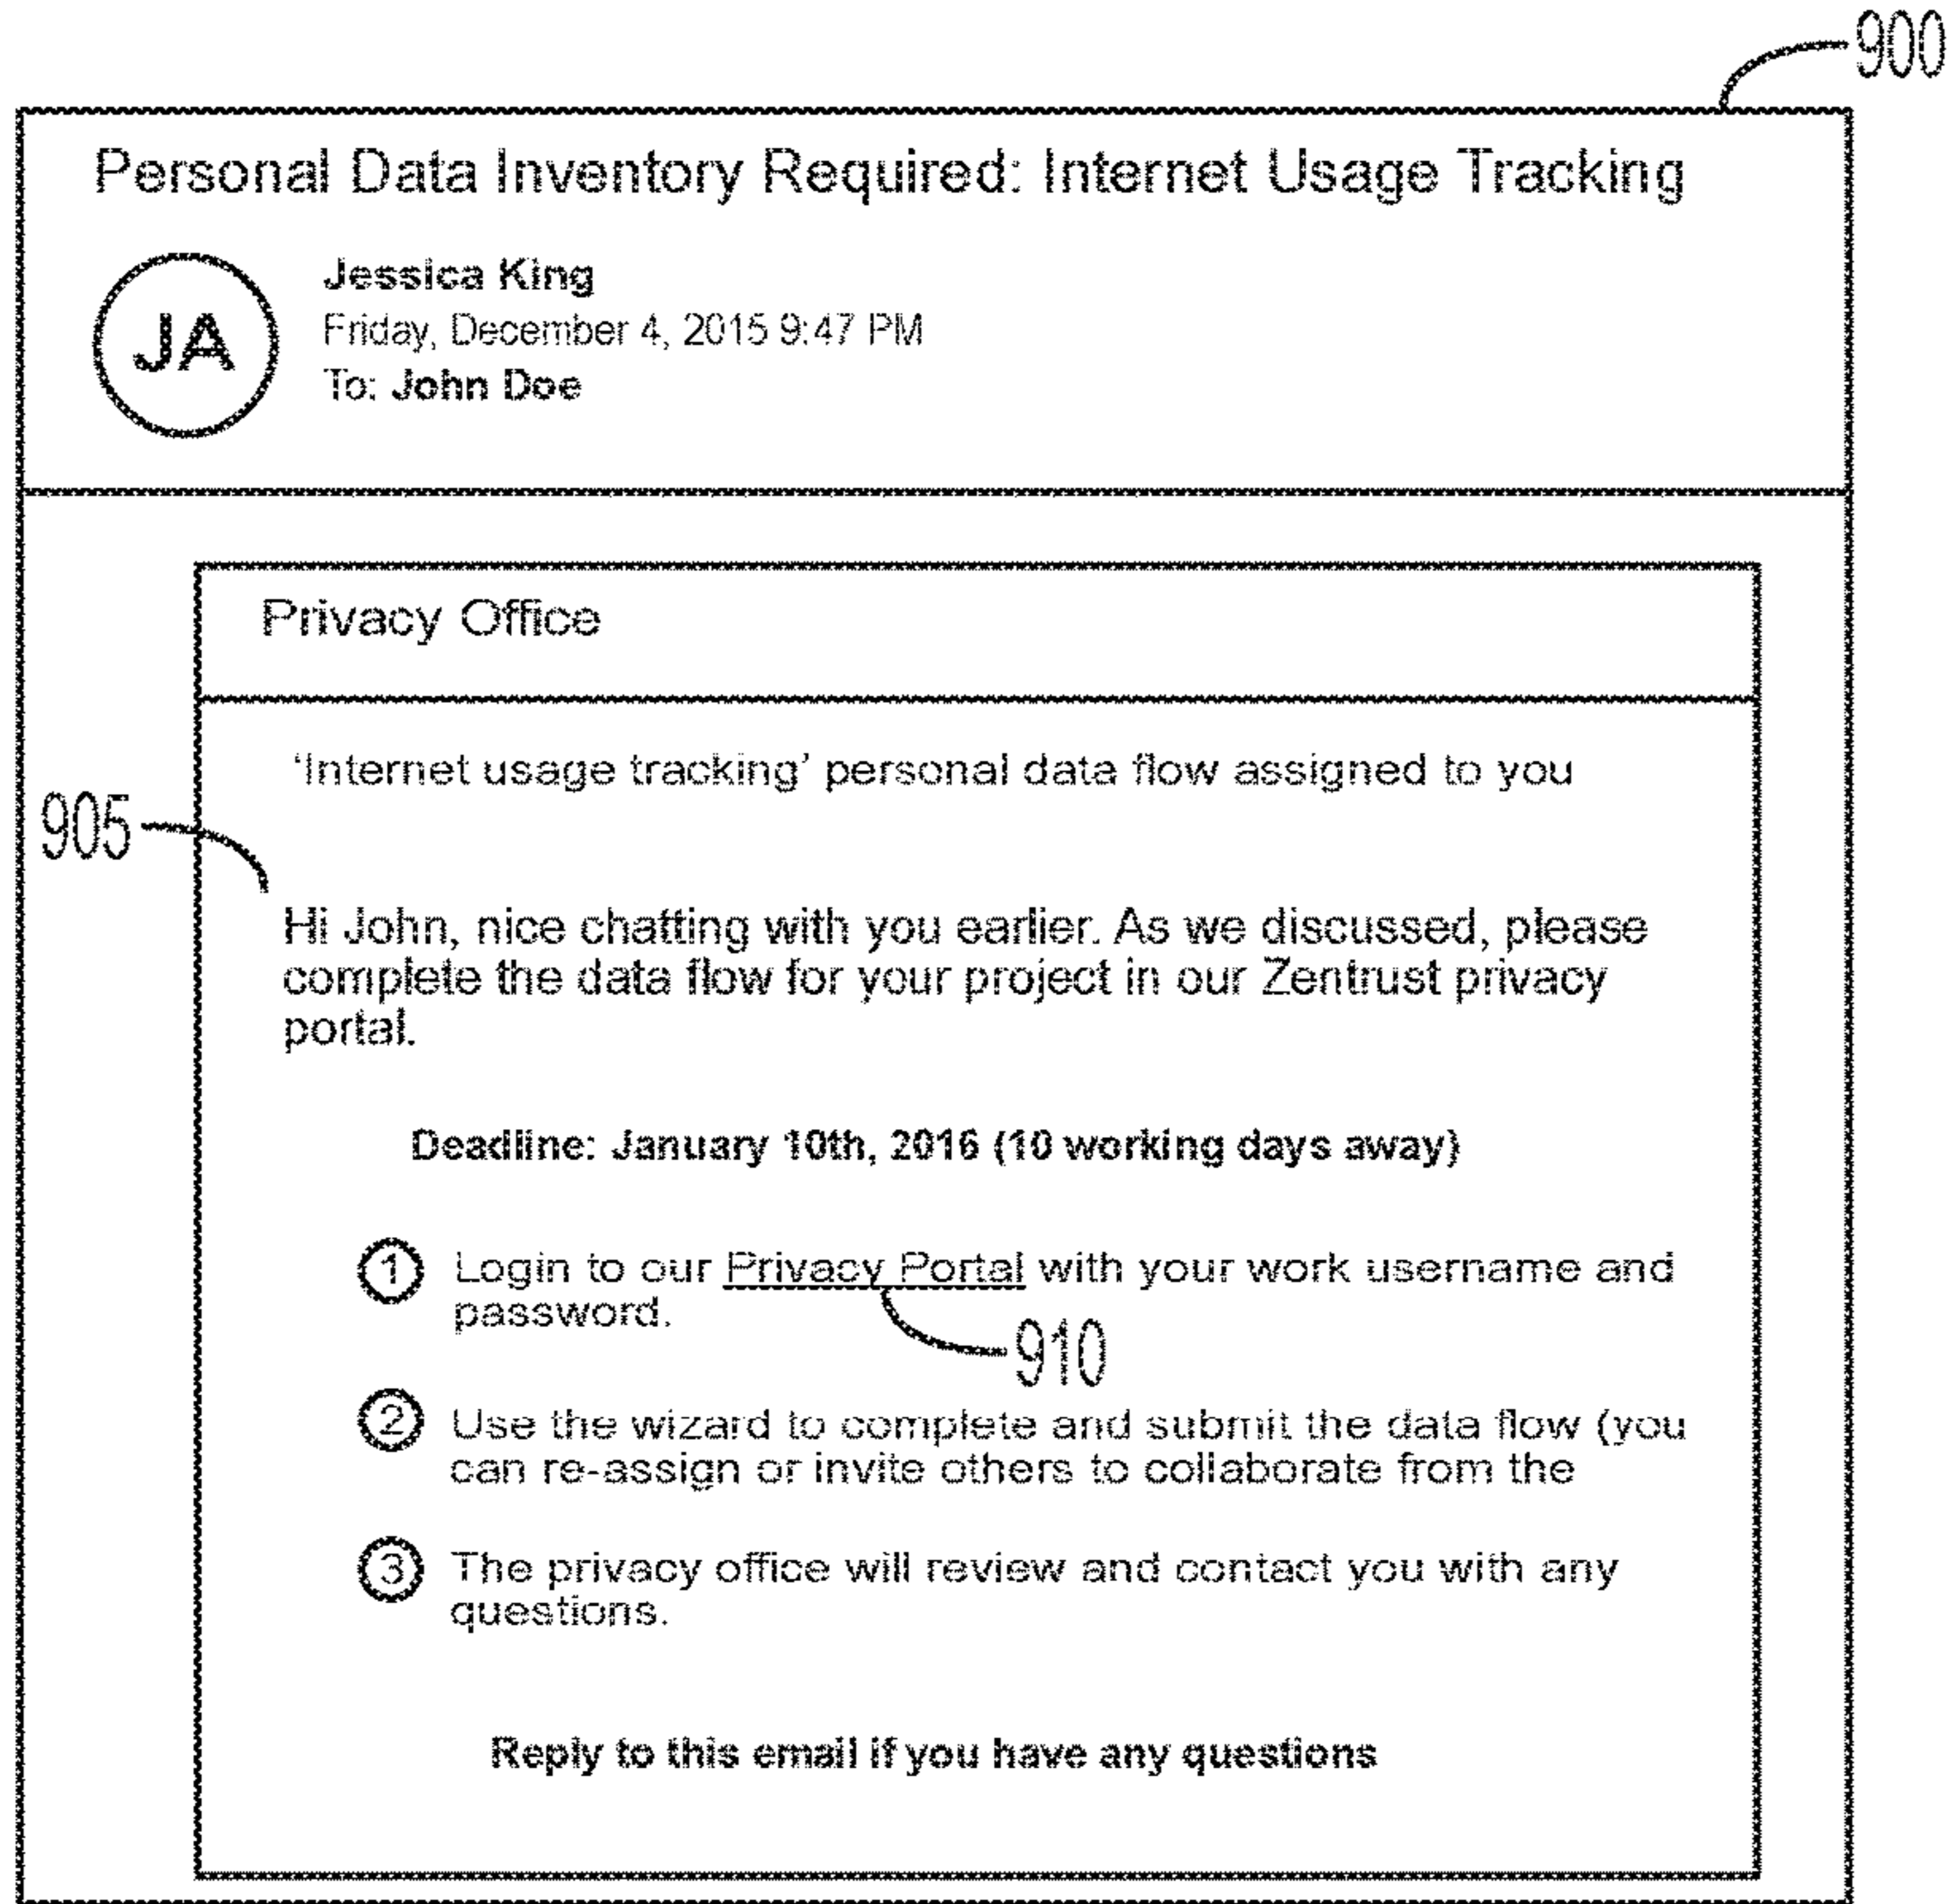 900
Personal Data Inventory Required: Internet Usage Tracking
JA
Jessica King
Friday, December 4, 2015 9:47 PM
To: John Doe
Privacy Office
‘Internet usage tracking’ personal data flow assigned to you
905
Hi John, nice chatting with you earlier. As we discussed, please
complete the data flow for your project in our Zentrust privacy
portal.
Deadline: January 10th, 2016 (10 working days away)
1 Login to our Privacy Portal with your work username and
password.
910
2 Use the wizard to complete and submit the data flow (you
can re-assign or invite others to collaborate from the
3 The privacy office will review and contact you with any
questions.
Reply to this email if you have any questions